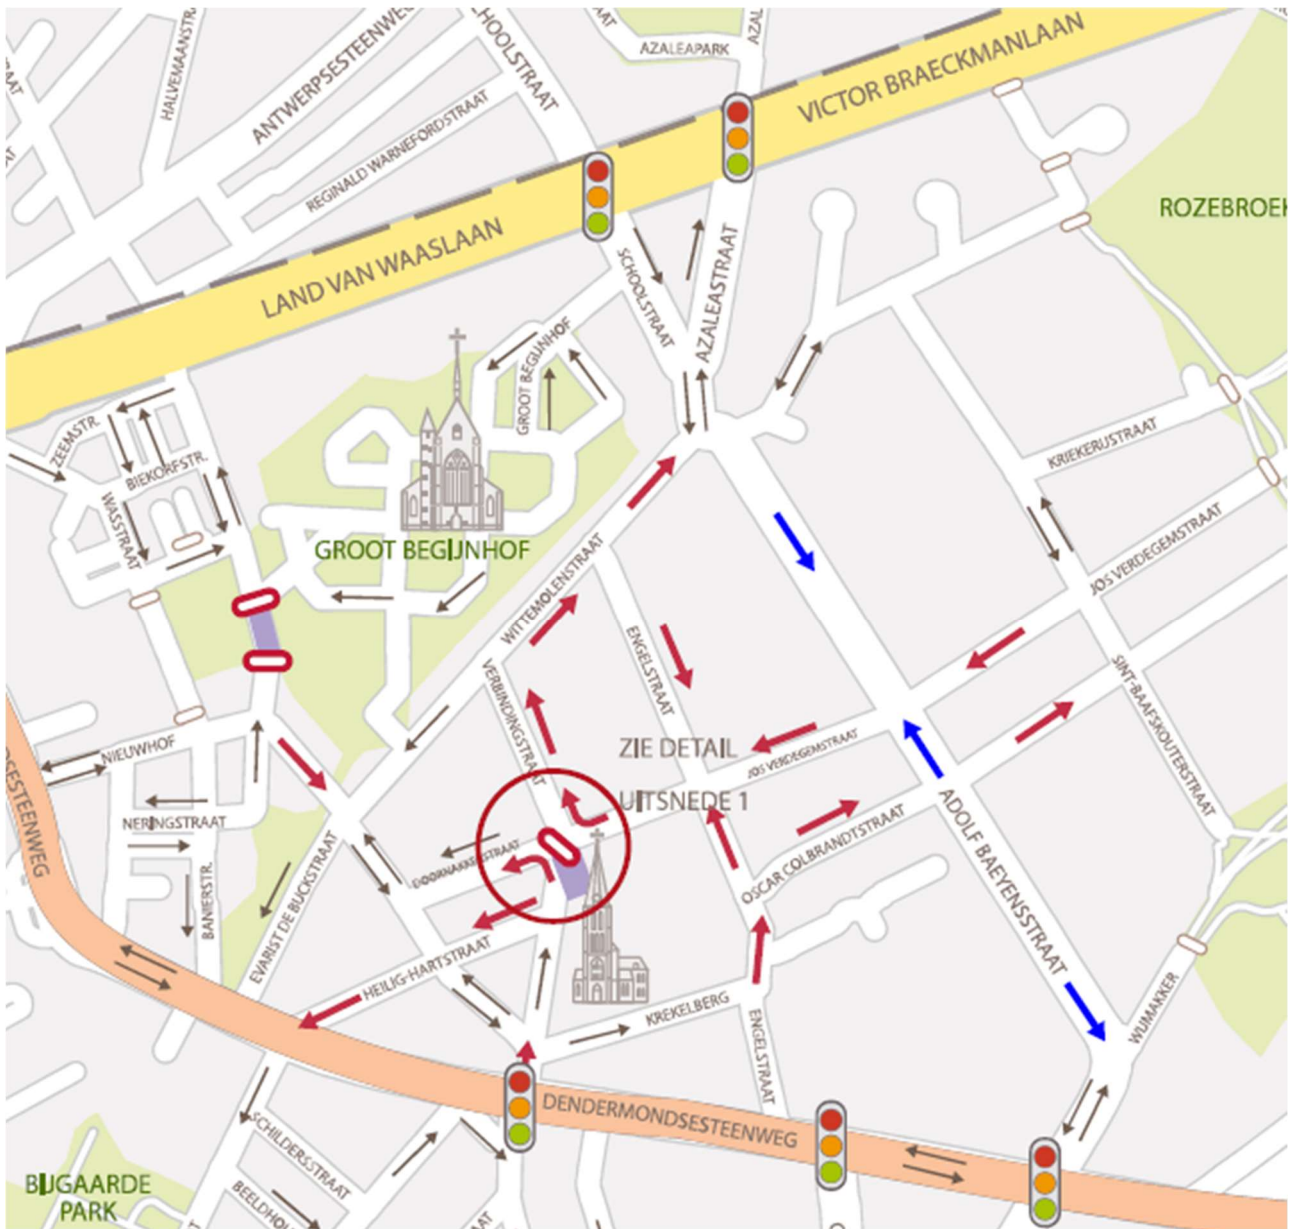 HALVEMAANSTR.
ANTWERPSESTEENWEG
SCHOOLSTRAAT
AZALEAPARK
VICTOR BRAECKMANLAAN
REGINALD WARNEFORDSTRAAT
ROZEBROEK
LAND VAN WAASLAAN
SCHOOLSTRAAT
AZALEASTRAAT
GROOT BEGIJNHOF
ZEEMSTR.
BIEKORFSTR.
WASSTRAAT
KRIEKERIJSTRAAT
GROOT BEGIJNHOF
JOS VERDEGEMSTRAAT
WITTEMOLENSTRAAT
ENGELSTRAAT
VERBINDINGSTRAAT
SINT-BAAFSKOUTERSTRAAT
NIEUWHOF
ZIE DETAIL
JOS VERDEGEMSTRAAT
UITSNEDE 1
NERINGSTRAAT
DOORNAKKERSTRAAT
OSCAR COLBRANDTSTRAAT
ADOLF BAEYENSSTRAAT
BANIERSTR.
EVARIST DE BUCKSTRAAT
HEILIG-HARTSTRAAT
KREKELBERG
WIJMAKKER
ENGELSTRAAT
DENDERMONDSESTEENWEG
SCHILDERSSTRAAT
BIJGAARDE
PARK